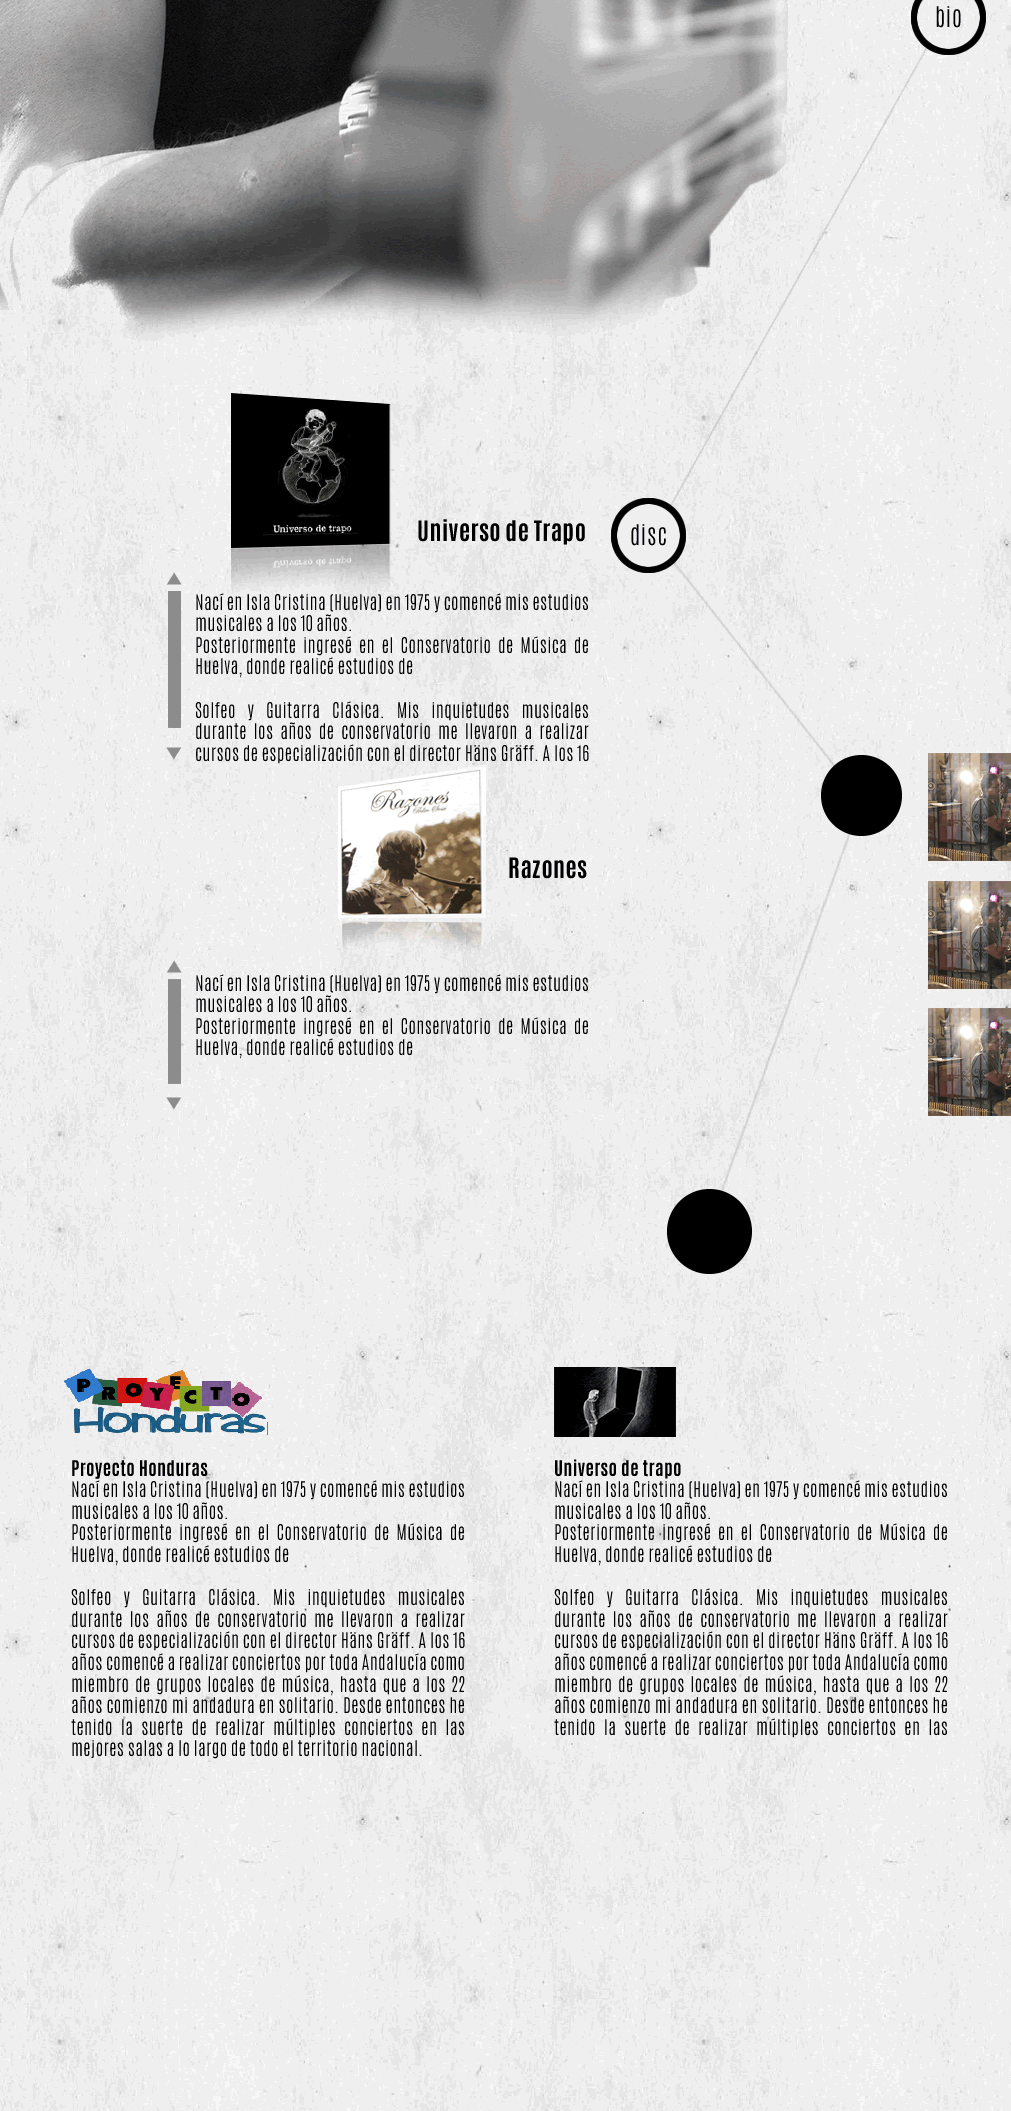 bio
Universo de trapo
Universo de Trapo
disc
Nací en Isla Cristina (Huelva) en 1975 y comencé mis estudios
musicales a los 10 años.
Posteriormente ingresé en el Conservatorio de Música de
Huelva, donde realicé estudios de
Solfeo y Guitarra Clásica. Mis inquietudes musicales
durante los años de conservatorio me llevaron a realizar
cursos de especialización con el director Häns Gräff. A los 16
Razones
Razones
Nací en Isla Cristina (Huelva) en 1975 y comencé mis estudios
musicales a los 10 años.
Posteriormente ingresé en el Conservatorio de Música de
Huelva, donde realicé estudios de
PROYECTO
Honduras
Proyecto Honduras
Nací en Isla Cristina (Huelva) en 1975 y comencé mis estudios
musicales a los 10 años.
Posteriormente ingresé en el Conservatorio de Música de
Huelva, donde realicé estudios de
Solfeo y Guitarra Clásica. Mis inquietudes musicales
durante los años de conservatorio me llevaron a realizar
cursos de especialización con el director Häns Gräff. A los 16
años comencé a realizar conciertos por toda Andalucía como
miembro de grupos locales de música, hasta que a los 22
años comienzo mi andadura en solitario. Desde entonces he
tenido la suerte de realizar múltiples conciertos en las
mejores salas a lo largo de todo el territorio nacional.
Universo de trapo
Nací en Isla Cristina (Huelva) en 1975 y comencé mis estudios
musicales a los 10 años.
Posteriormente ingresé en el Conservatorio de Música de
Huelva, donde realicé estudios de
Solfeo y Guitarra Clásica. Mis inquietudes musicales
durante los años de conservatorio me llevaron a realizar
cursos de especialización con el director Häns Gräff. A los 16
años comencé a realizar conciertos por toda Andalucía como
miembro de grupos locales de música, hasta que a los 22
años comienzo mi andadura en solitario. Desde entonces he
tenido la suerte de realizar múltiples conciertos en las